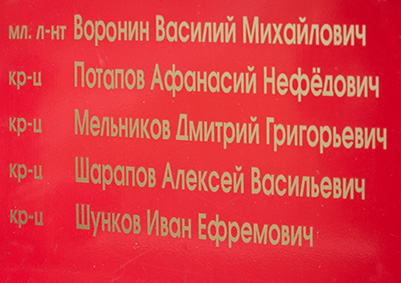 мл. л-нт Воронин Василий Михайлович
кр-ц Потапов Афанасий Нефёдович
кр-ц Мельников Дмитрий Григорьевич
кр-ц Шарапов Алексей Васильевич
кр-ц Шунков Иван Ефремович